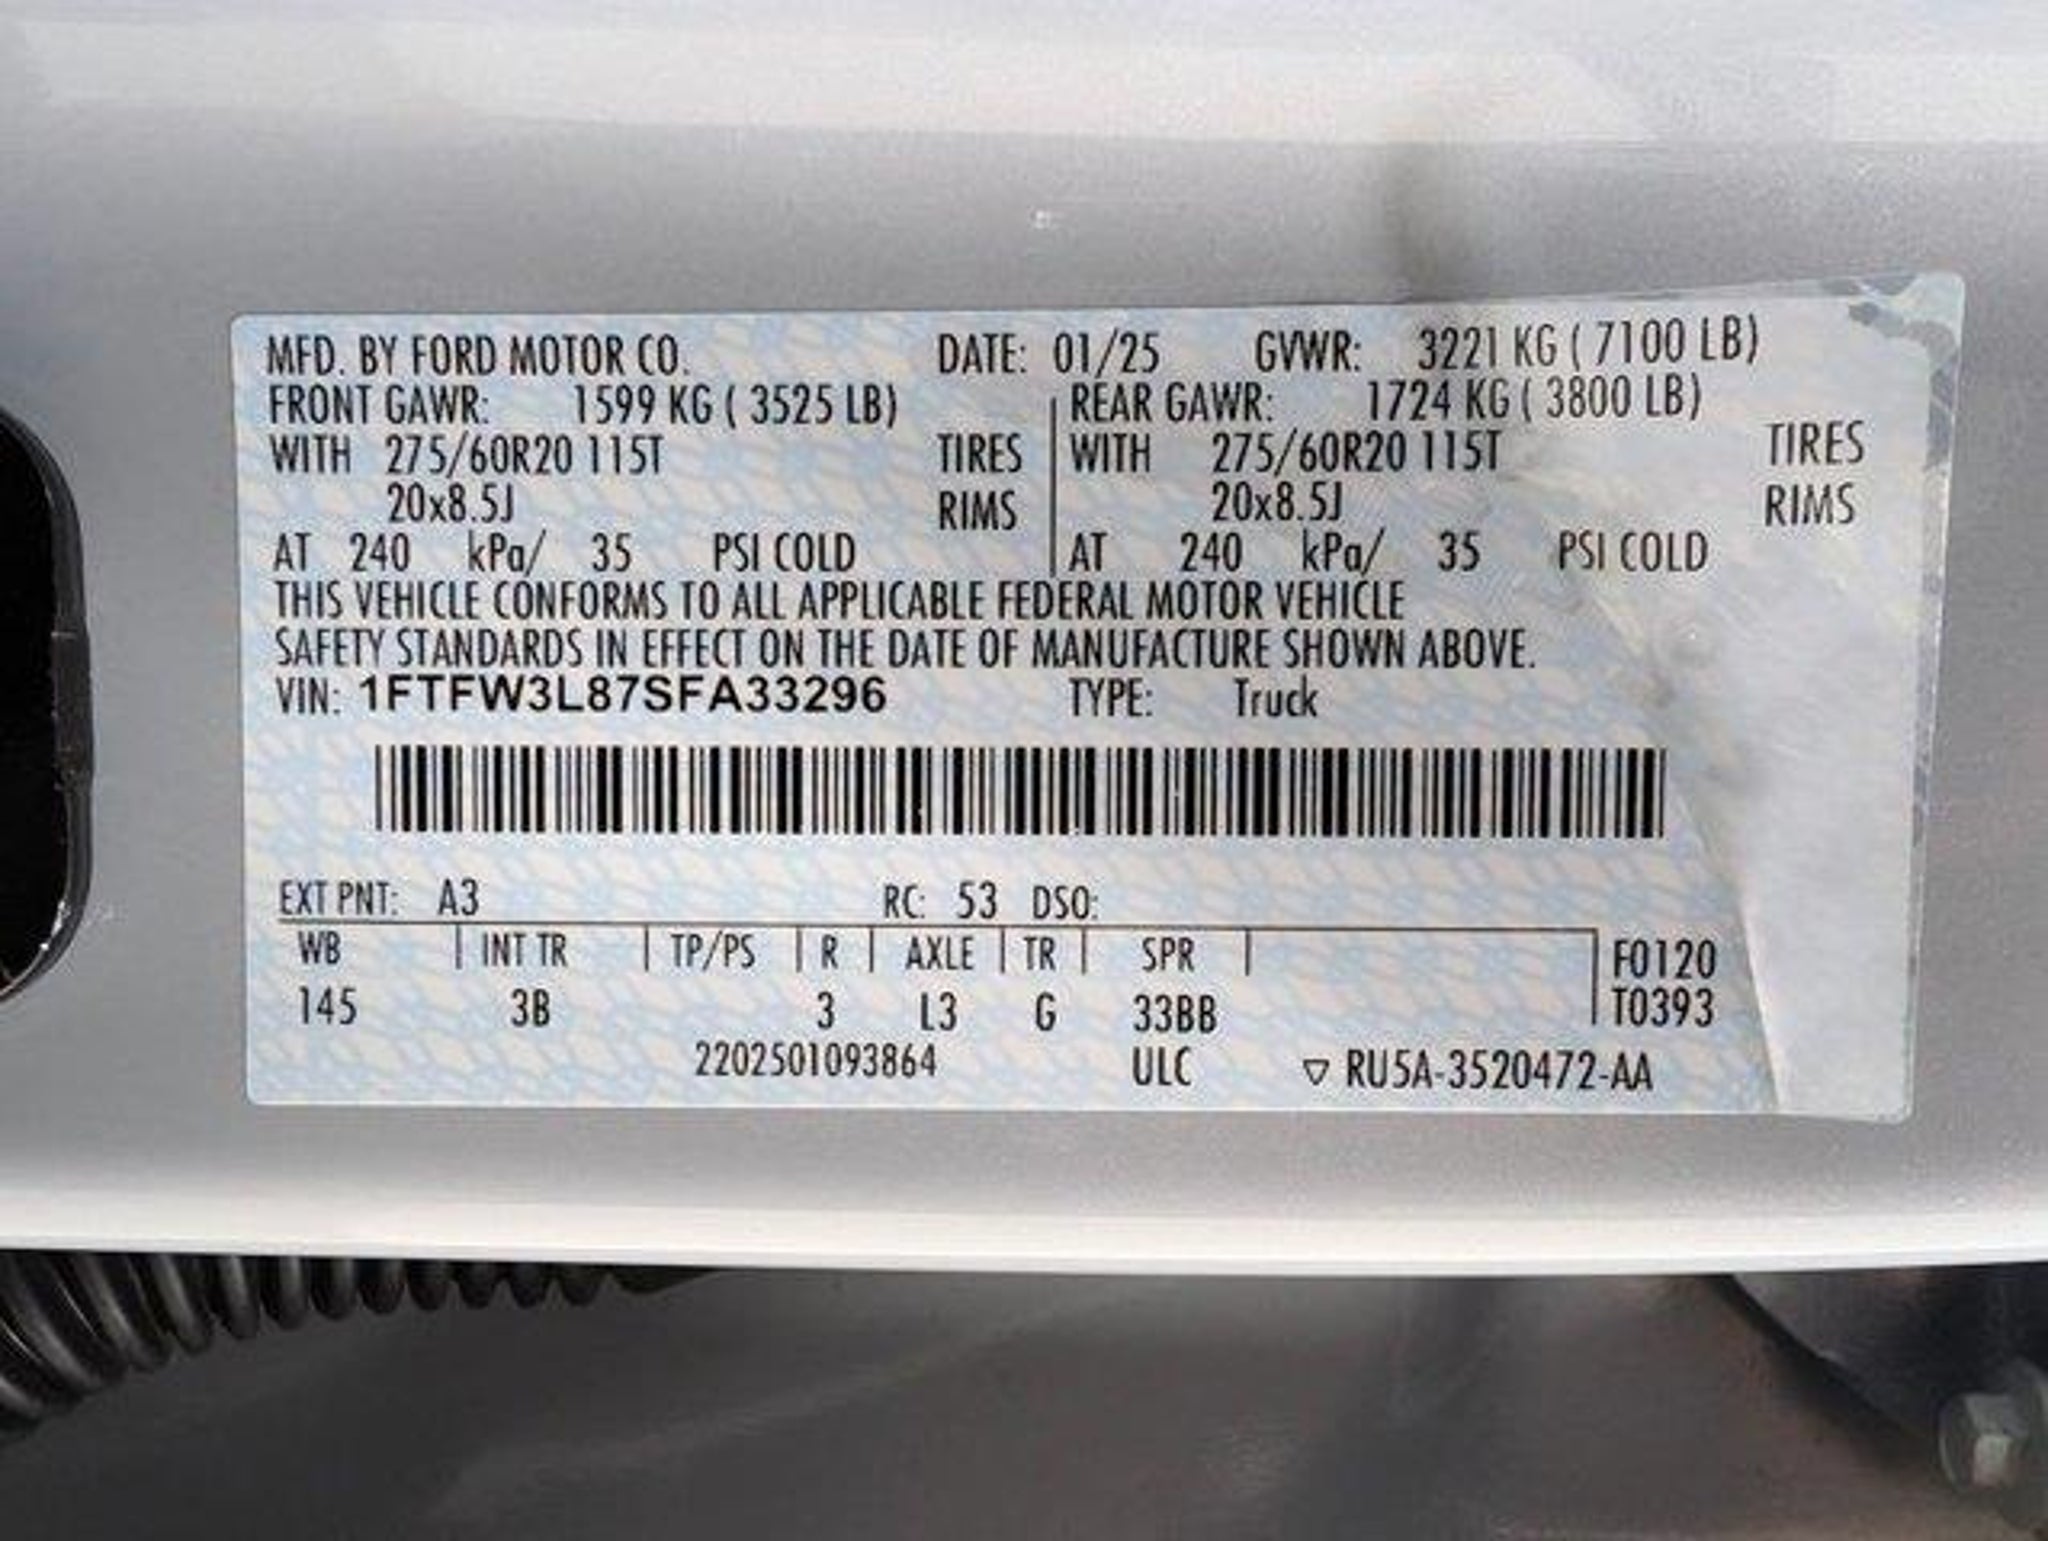 MFD. BY FORD MOTOR CO. DATE: 01/25 GVWR: 3221 KG ( 7100 LB)
FRONT GAWR: 1599 KG ( 3525 LB) REAR GAWR: 1724 KG ( 3800 LB)
WITH 275/60R20 115T TIRES WITH 275/60R20 115T TIRES
20x8.5J RIMS 20x8.5J RIMS
AT 240 kPa/ 35 PSI COLD AT 240 kPa/ 35 PSI COLD
THIS VEHICLE CONFORMS TO ALL APPLICABLE FEDERAL MOTOR VEHICLE
SAFETY STANDARDS IN EFFECT ON THE DATE OF MANUFACTURE SHOWN ABOVE.
VIN: 1FTFW3L87SFA33296 TYPE: Truck
EXT PNT: A3 RC: 53 DSO:
WB INT TR TP/PS R AXLE TR SPR F0120
145 3B 3 L3 G 33BB T0393
2202501093864 ULC ▽ RU5A-3520472-AA